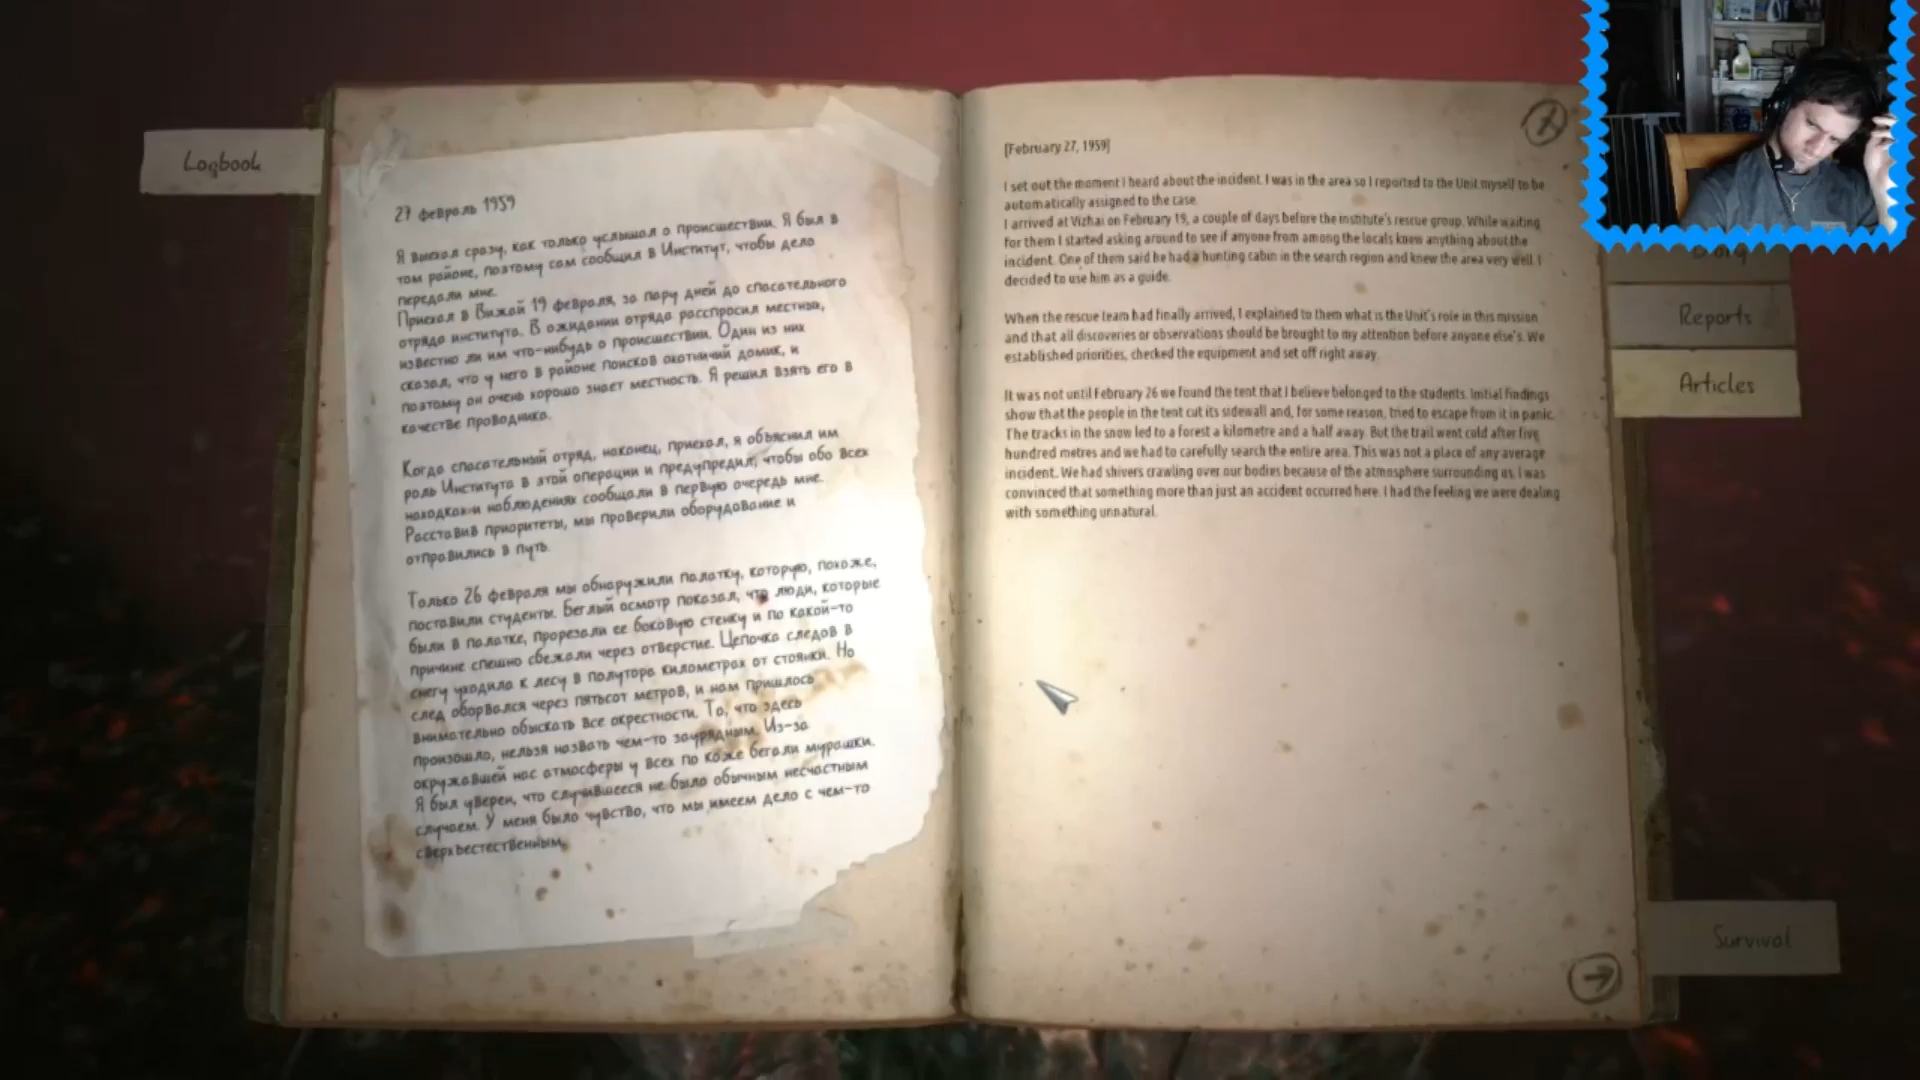 Logbook
27 февраль 1959
Я выехал сразу, как только услышал о происшествии. Я был в
том районе, поэтому сам сообщил в Институт, чтобы дело
передали мне.
Приехал в Вижай 19 февраля, за пару дней до спасательного
отряда института. В ожидании отряда расспросил местных,
известно ли им что-нибудь о происшествии. Один из них
сказал, что у него в районе поисков охотничий домик, и
поэтому он очень хорошо знает местность. Я решил взять его в
качестве проводника.
Когда спасательный отряд, наконец, приехал, я объяснил им
роль Института в этой операции и предупредил, чтобы обо всех
находках и наблюдениях сообщали в первую очередь мне.
Расставив приоритеты, мы проверили оборудование и
отправились в путь.
Только 26 февраля мы обнаружили палатку, которую, похоже,
поставили студенты. Беглый осмотр показал, что люди, которые
были в палатке, прорезали ее боковую стенку и по какой-то
причине спешно сбежали через отверстие. Цепочка следов в
снегу уходила к лесу в полутора километрах от стоянки. Но
след оборвался через пятьсот метров, и нам пришлось
внимательно обыскать все окрестности. То, что здесь
произошло, нельзя назвать чем-то заурядным. Из-за
окружавшей нас атмосферы у всех по коже бегали мурашки.
Я был уверен, что случившееся не было обычным несчастным
случаем. У меня было чувство, что мы имеем дело с чем-то
сверхъестественным.
[February 27, 1959]
I set out the moment I heard about the incident. I was in the area so I reported to the Unit myself to be
automatically assigned to the case.
I arrived at Vizhai on February 19, a couple of days before the institute's rescue group. While waiting
for them I started asking around to see if anyone from among the locals knew anything about the
incident. One of them said he had a hunting cabin in the search region and knew the area very well. I
decided to use him as a guide.
When the rescue team had finally arrived, I explained to them what is the Unit's role in this mission
and that all discoveries or observations should be brought to my attention before anyone else's. We
established priorities, checked the equipment and set off right away.
It was not until February 26 we found the tent that I believe belonged to the students. Initial findings
show that the people in the tent cut its sidewall and, for some reason, tried to escape from it in panic.
The tracks in the snow led to a forest a kilometre and a half away. But the trail went cold after five
hundred metres and we had to carefully search the entire area. This was not a place of any average
incident. We had shivers crawling over our bodies because of the atmosphere surrounding us. I was
convinced that something more than just an accident occurred here. I had the feeling we were dealing
with something unnatural.
Reports
Articles
Survival